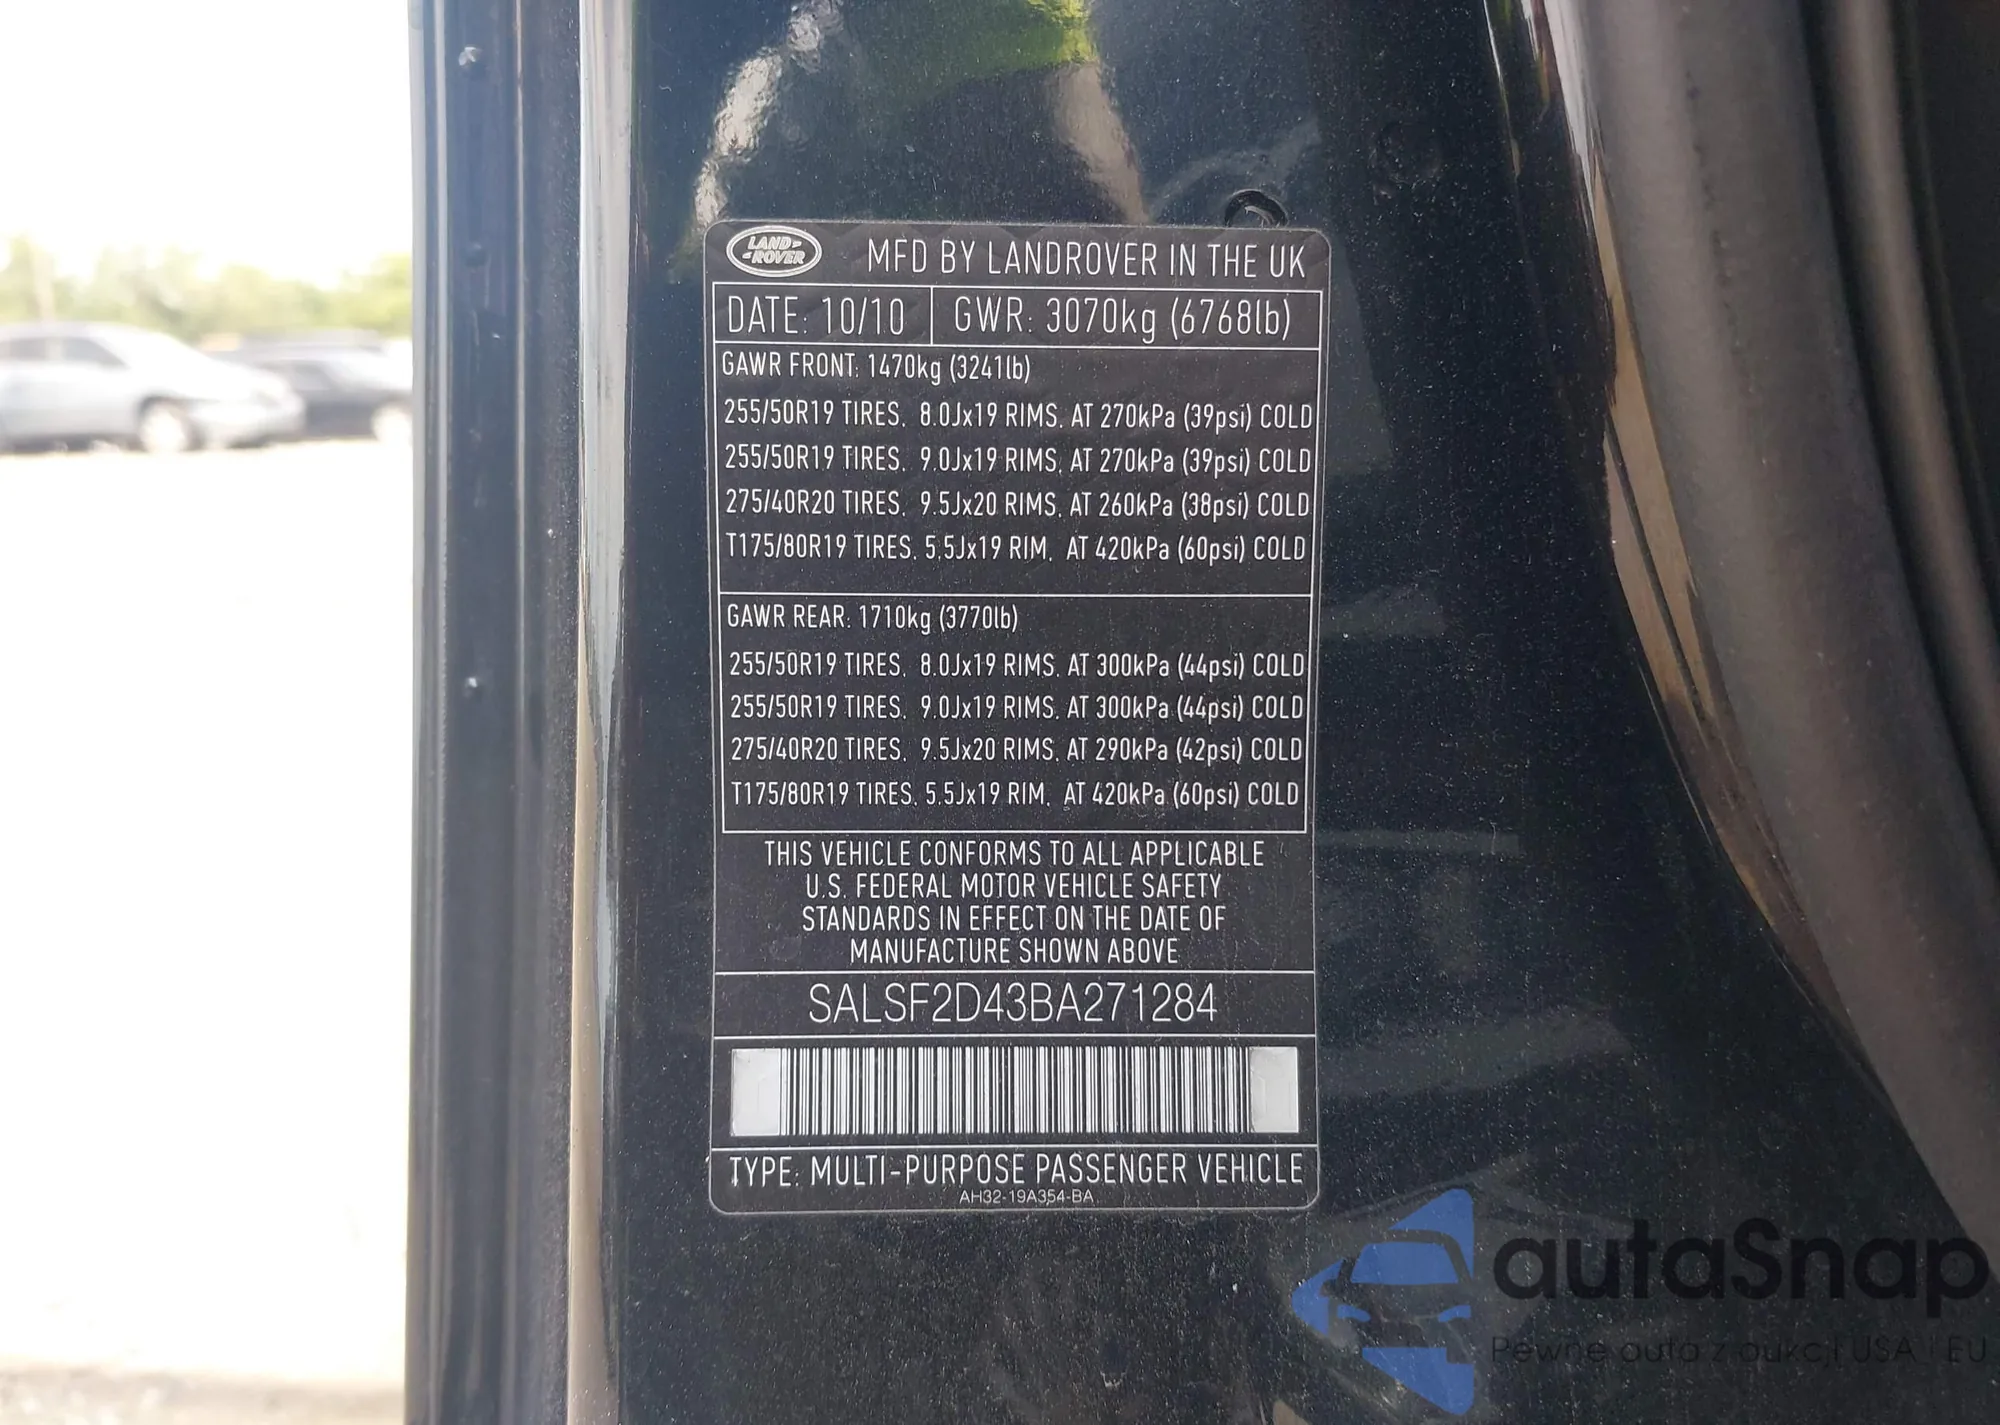 LAND ROVER
MFD BY LANDROVER IN THE UK
DATE: 10/10 GWR: 3070kg (6768lb)
GAWR FRONT: 1470kg (3241lb)
255/50R19 TIRES, 8.0Jx19 RIMS, AT 270kPa (39psi) COLD
255/50R19 TIRES, 9.0Jx19 RIMS, AT 270kPa (39psi) COLD
275/40R20 TIRES, 9.5Jx20 RIMS, AT 260kPa (38psi) COLD
T175/80R19 TIRES, 5.5Jx19 RIM, AT 420kPa (60psi) COLD
GAWR REAR: 1710kg (3770lb)
255/50R19 TIRES, 8.0Jx19 RIMS, AT 300kPa (44psi) COLD
255/50R19 TIRES, 9.0Jx19 RIMS, AT 300kPa (44psi) COLD
275/40R20 TIRES, 9.5Jx20 RIMS, AT 290kPa (42psi) COLD
T175/80R19 TIRES, 5.5Jx19 RIM, AT 420kPa (60psi) COLD
THIS VEHICLE CONFORMS TO ALL APPLICABLE
U.S. FEDERAL MOTOR VEHICLE SAFETY
STANDARDS IN EFFECT ON THE DATE OF
MANUFACTURE SHOWN ABOVE
SALSF2D43BA271284
TYPE: MULTI-PURPOSE PASSENGER VEHICLE
AH32-19A354-BA
autaSnap
Pewne auta z aukcji USA i EU